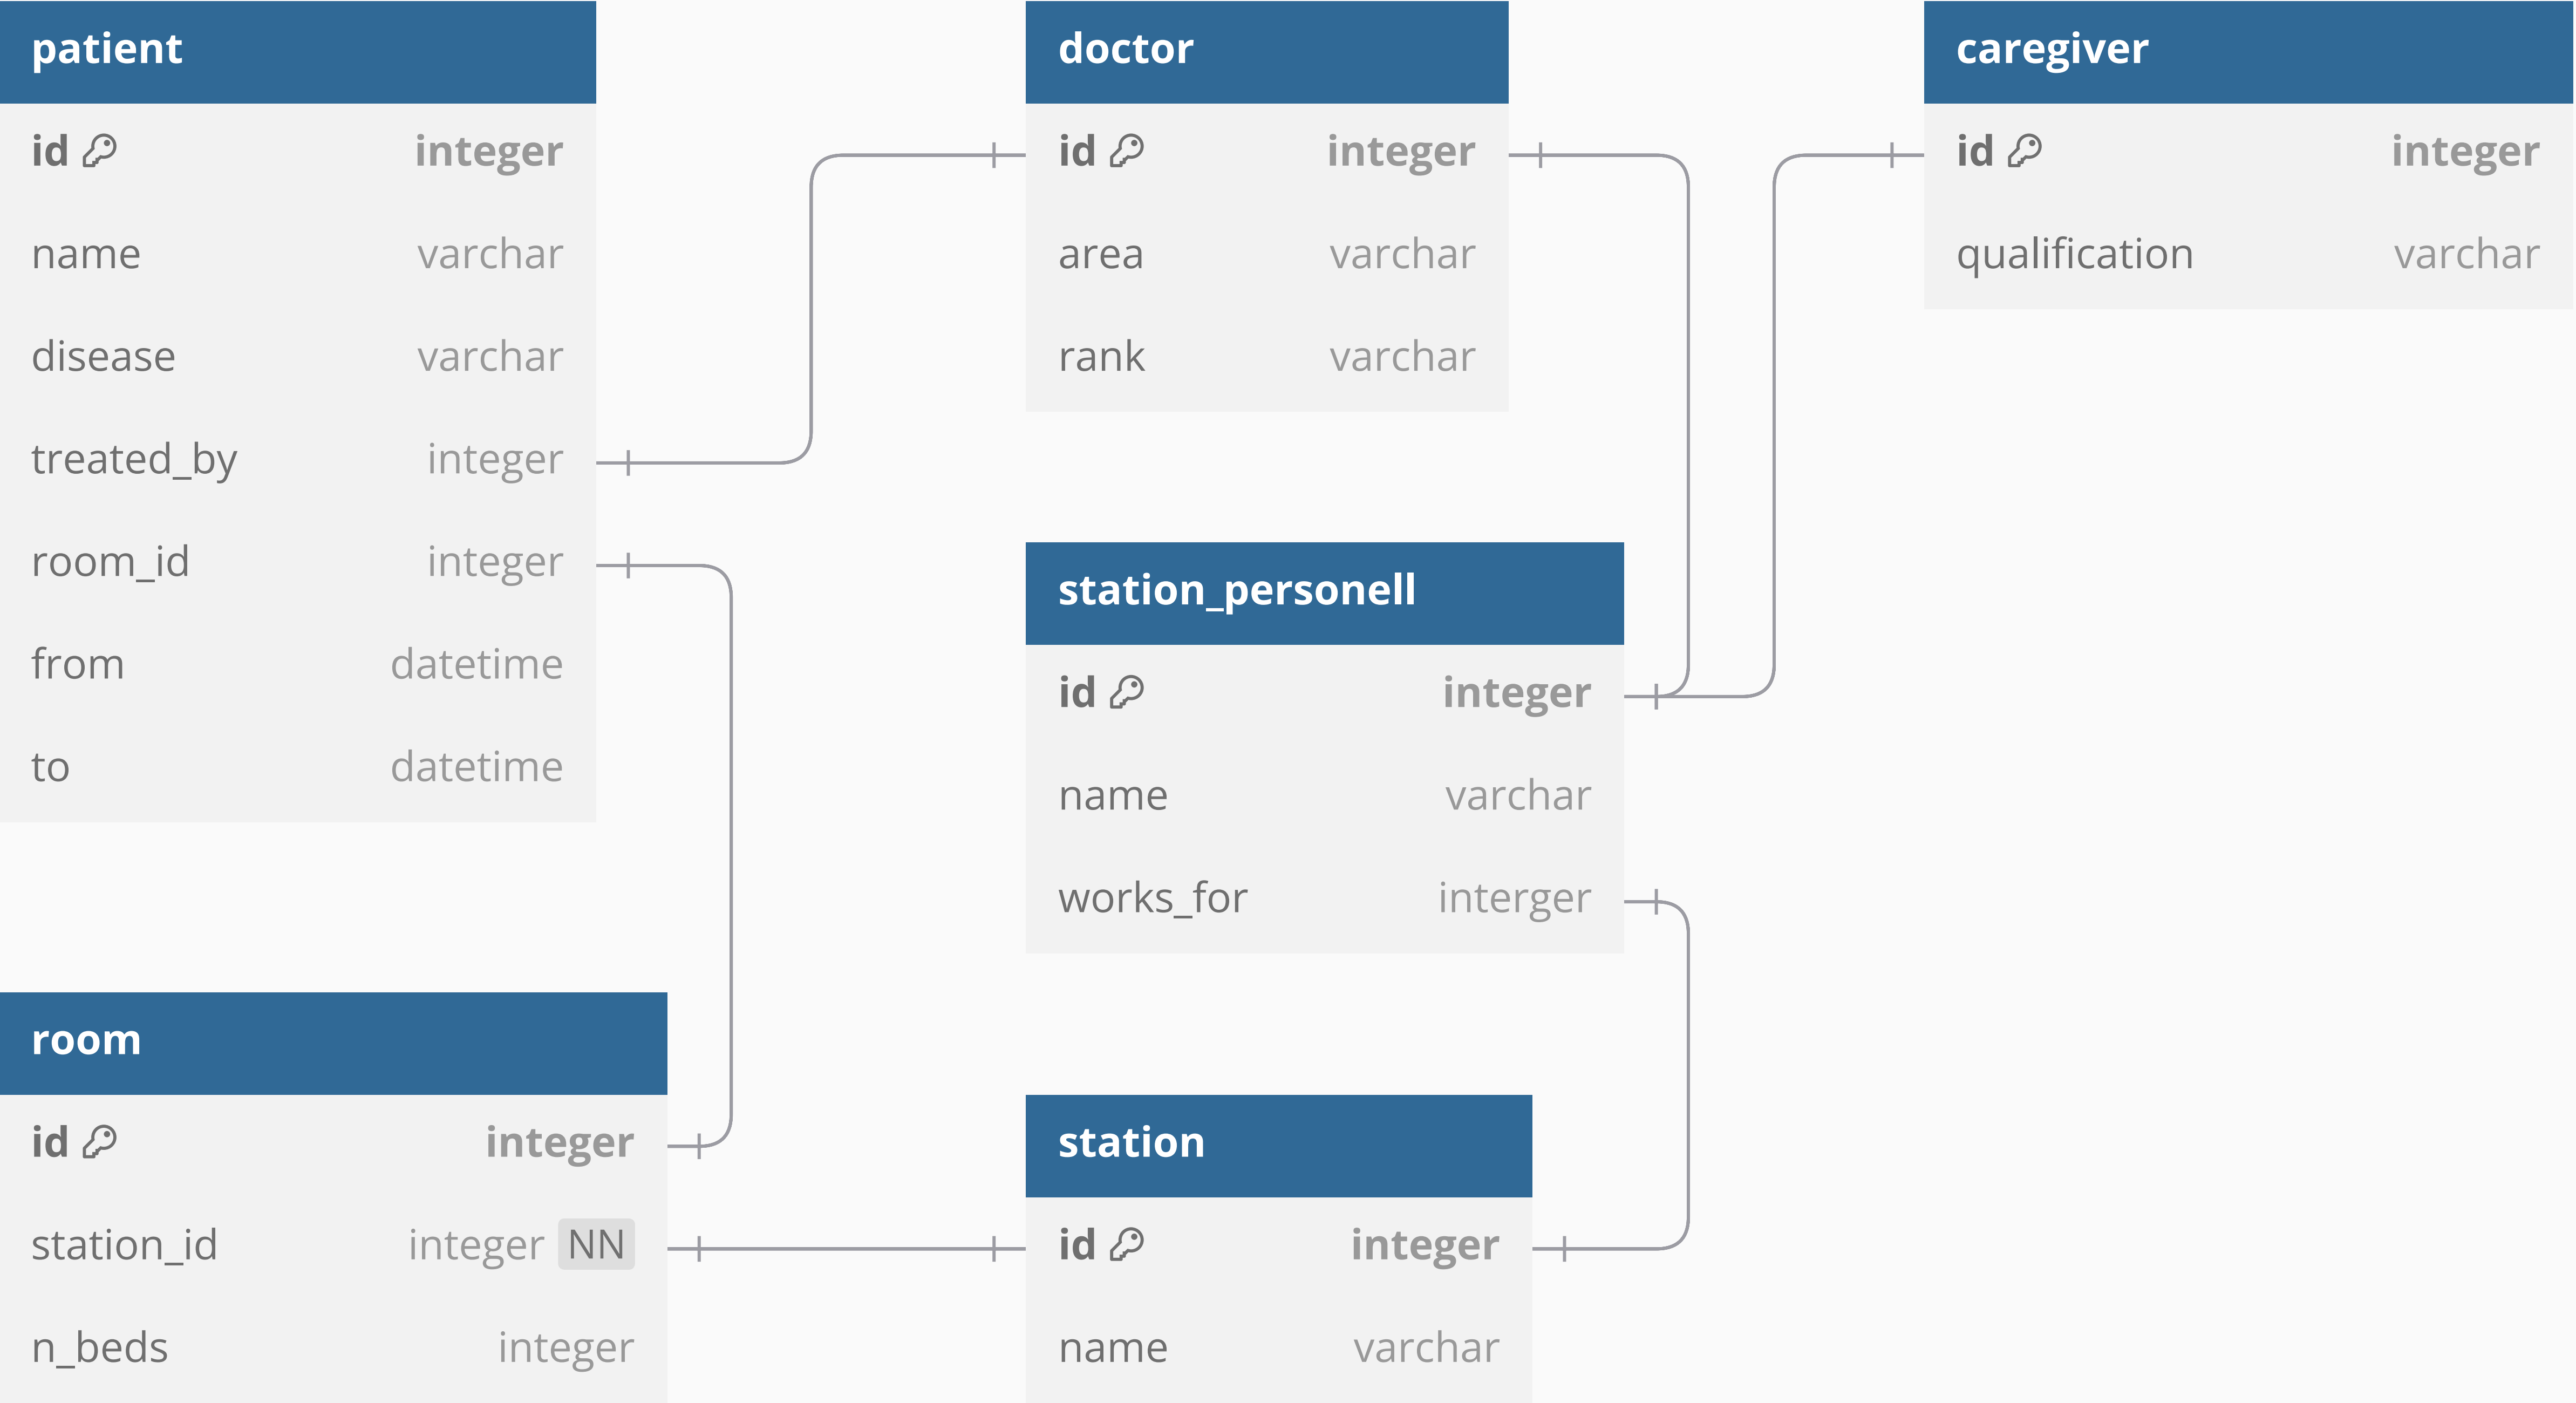 patient
id integer
name varchar
disease varchar
treated_by integer
room_id integer
from datetime
to datetime
doctor
id integer
area varchar
rank varchar
caregiver
id integer
qualification varchar
station_personell
id integer
name varchar
works_for interger
room
id integer
station_id integer NN
n_beds integer
station
id integer
name varchar